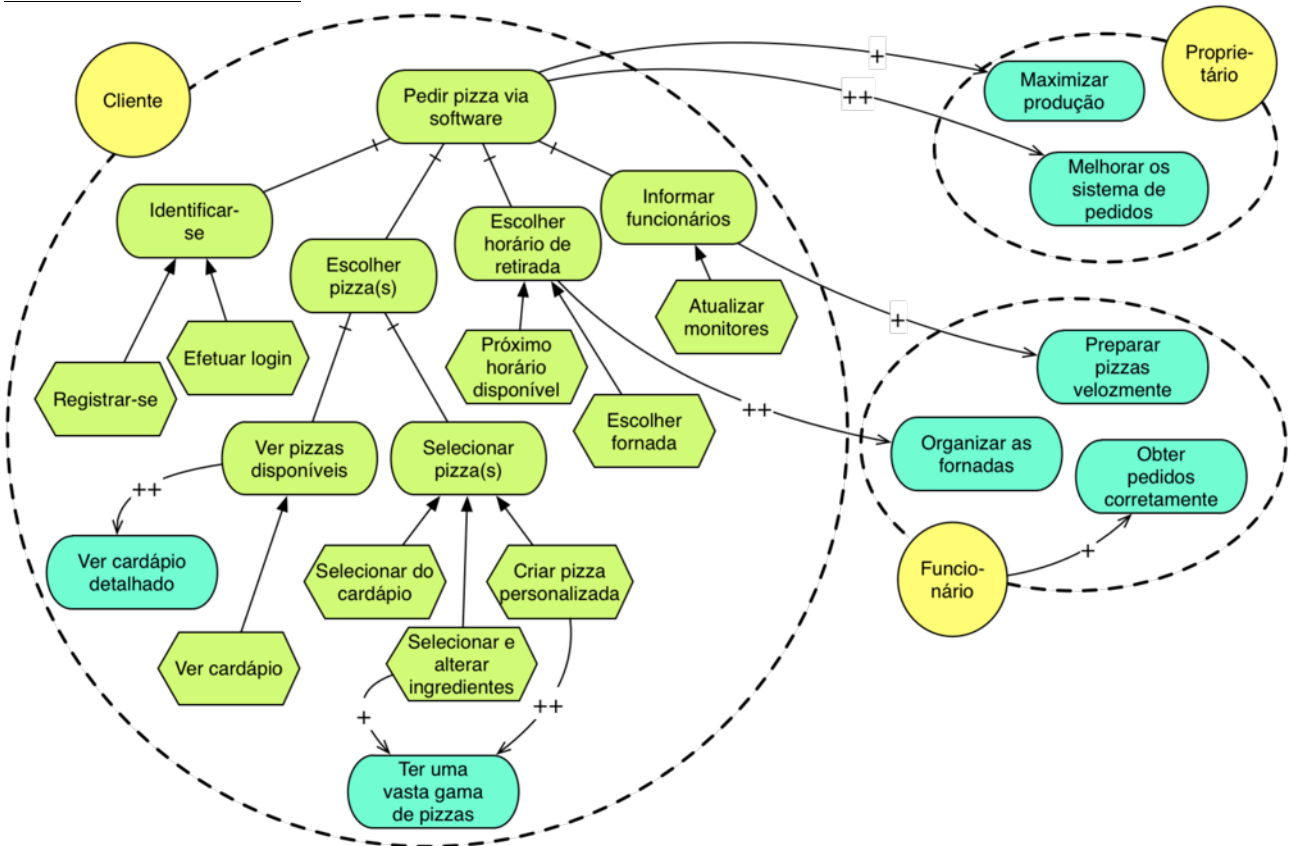 Cliente
Pedir pizza via
software
+
++
Maximizar
produção
Proprie-
tário
Melhorar os
sistema de
pedidos
Identificar-
se
Escolher
pizza(s)
Escolher
horário de
retirada
Informar
funcionários
Atualizar
monitores
Registrar-se
Efetuar login
Próximo
horário
disponível
Escolher
fornada
+
++
Preparar
pizzas
velozmente
Organizar as
fornadas
Obter
pedidos
corretamente
+
Funcio-
nário
Ver pizzas
disponíveis
Selecionar
pizza(s)
++
Ver cardápio
detalhado
Ver cardápio
Selecionar do
cardápio
Criar pizza
personalizada
Selecionar e
alterar
ingredientes
+
++
Ter uma
vasta gama
de pizzas